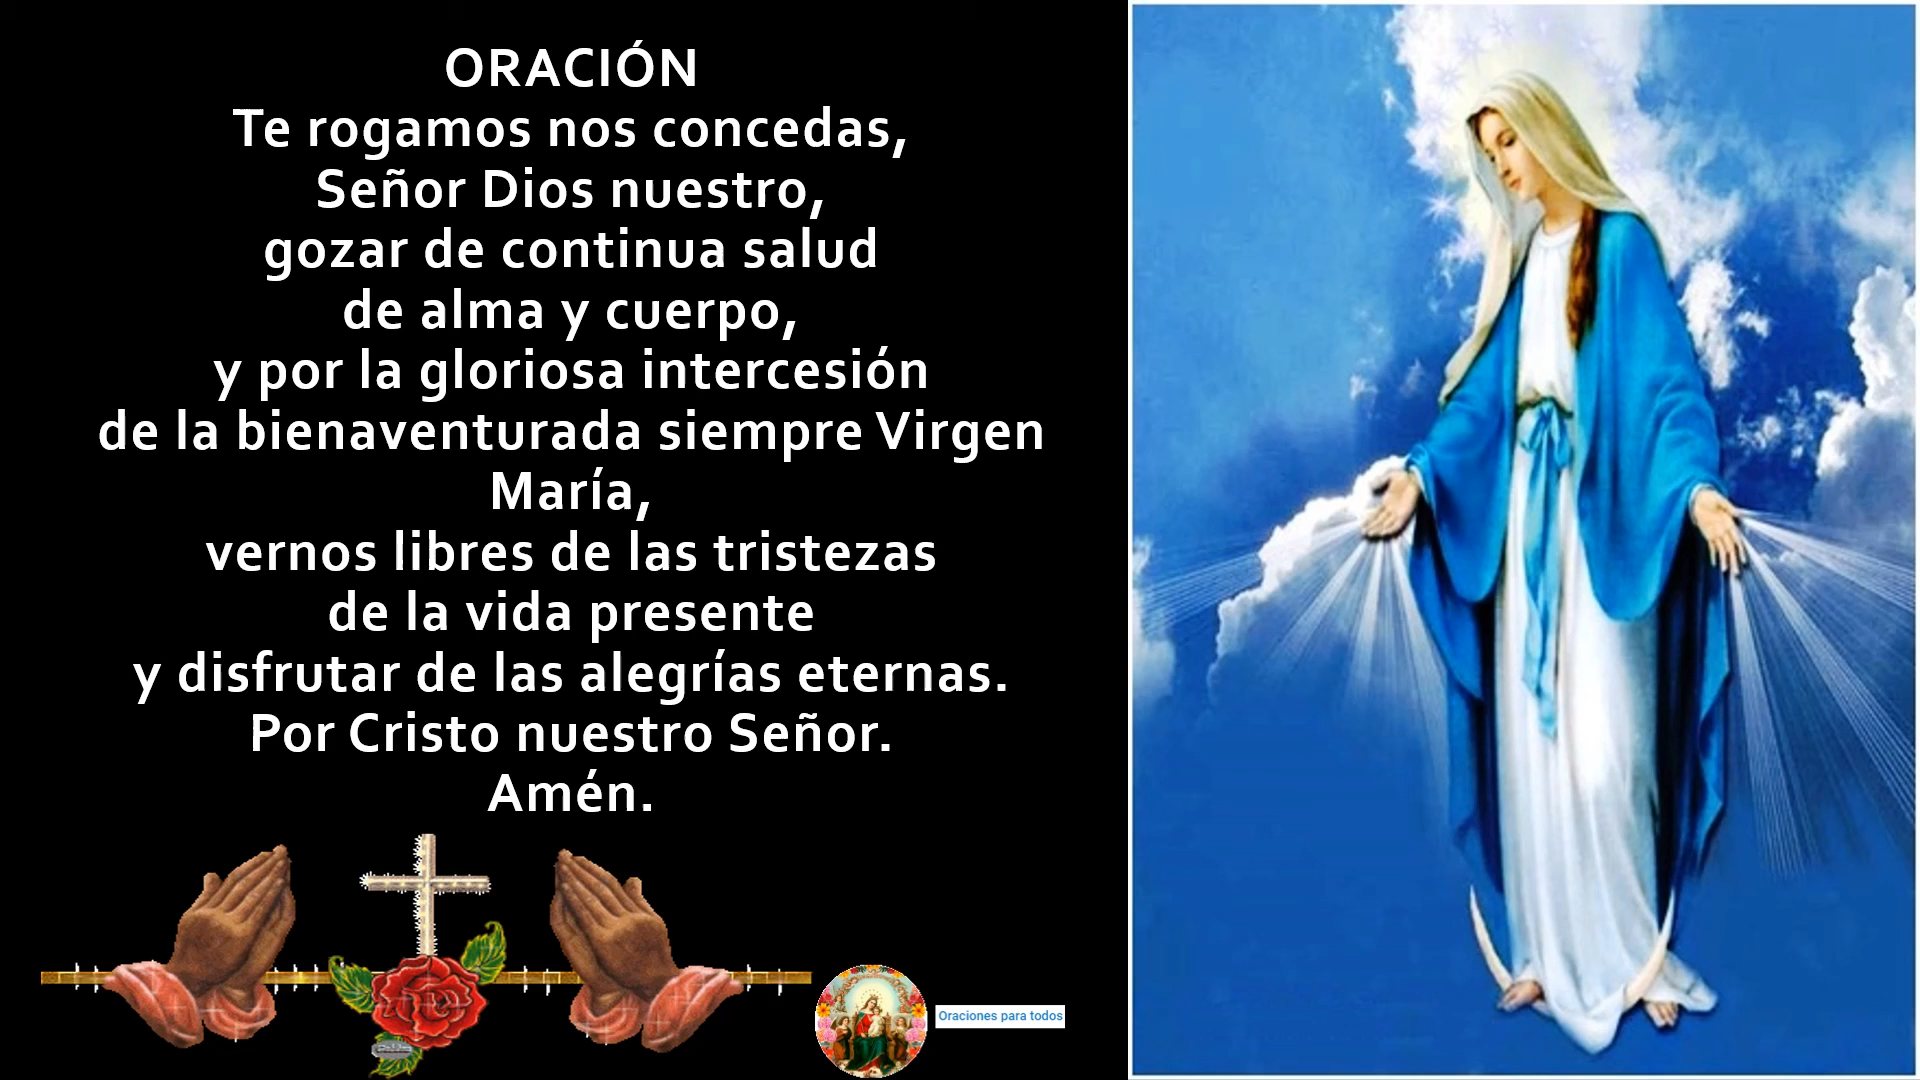 ORACIÓN
Te rogamos nos concedas,
Señor Dios nuestro,
gozar de continua salud
de alma y cuerpo,
y por la gloriosa intercesión
de la bienaventurada siempre Virgen
María,
vernos libres de las tristezas
de la vida presente
y disfrutar de las alegrías eternas.
Por Cristo nuestro Señor.
Amén.
Oraciones para todos